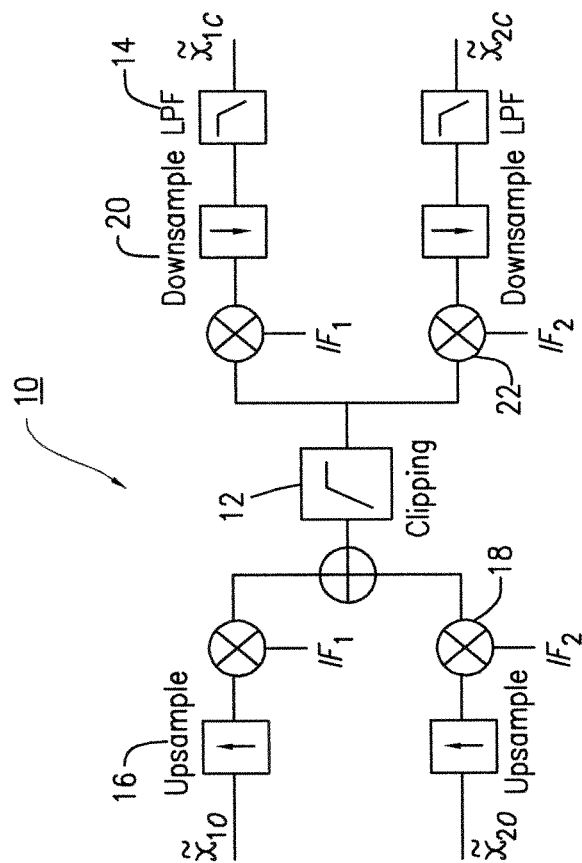 10
x̃10
16
Upsample
IF1
12
Clipping
IF1
20
Downsample
14
LPF
x̃1C
x̃20
Upsample
18
IF2
22
IF2
Downsample
LPF
x̃2C